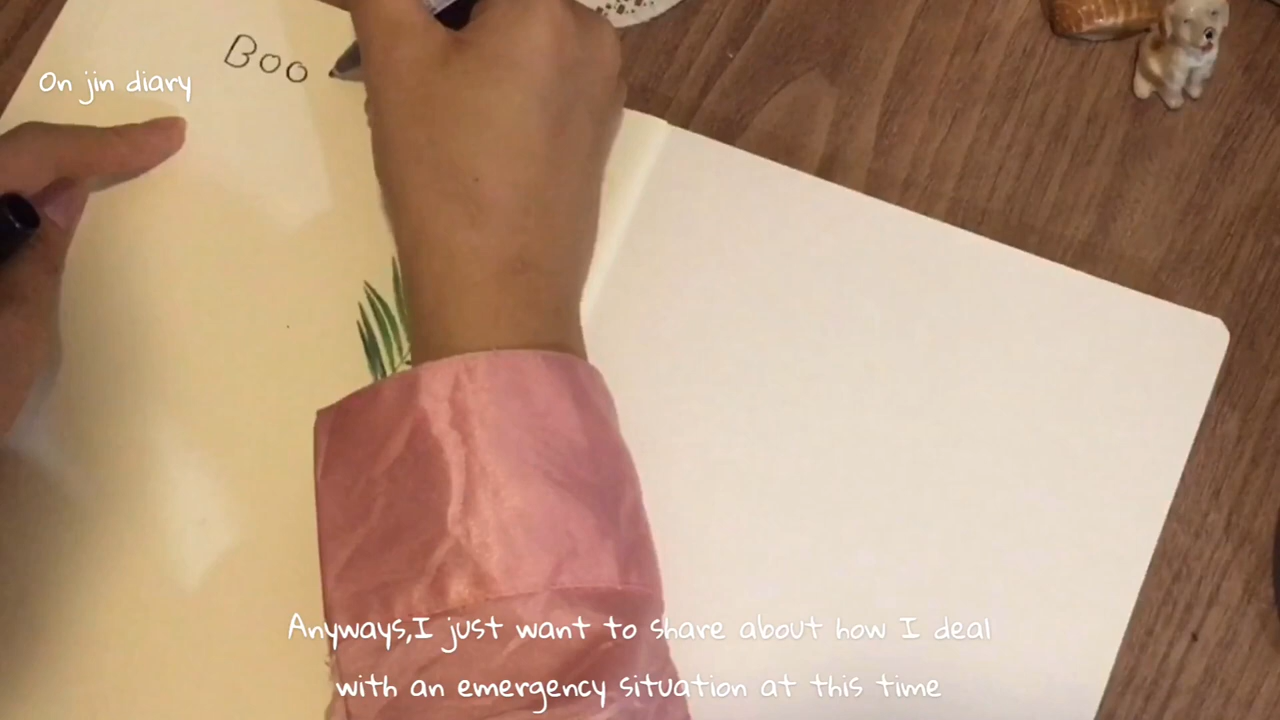 Boo
On jin diary
Anyways,I just want to share about how I deal
with an emergency situation at this time